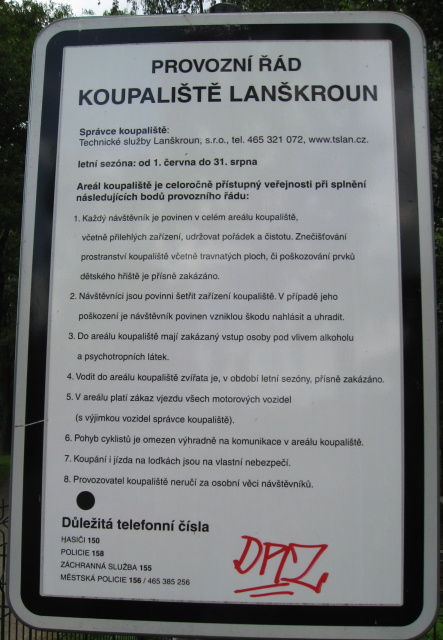 PROVOZNÍ ŘÁD
KOUPALIŠTĚ LANŠKROUN
Správce koupaliště:
Technické služby Lanškroun, s.r.o., tel. 465 321 072, www.tslan.cz.
letní sezóna: od 1. června do 31. srpna
Areál koupaliště je celoročně přístupný veřejnosti při splnění
následujících bodů provozního řádu:
1. Každý návštěvník je povinen v celém areálu koupaliště,
včetně přilehlých zařízení, udržovat pořádek a čistotu. Znečišťování
prostranství koupaliště včetně travnatých ploch, či poškozování prvků
dětského hřiště je přísně zakázáno.
2. Návštěvníci jsou povinni šetřit zařízení koupaliště. V případě jeho
poškození je návštěvník povinen vzniklou škodu nahlásit a uhradit.
3. Do areálu koupaliště mají zakázaný vstup osoby pod vlivem alkoholu
a psychotropních látek.
4. Vodit do areálu koupaliště zvířata je, v období letní sezóny, přísně zakázáno.
5. V areálu platí zákaz vjezdu všech motorových vozidel
(s výjimkou vozidel správce koupaliště).
6. Pohyb cyklistů je omezen výhradně na komunikace v areálu koupaliště.
7. Koupání i jízda na loďkách jsou na vlastní nebezpečí.
8. Provozovatel koupaliště neručí za osobní věci návštěvníků.
Důležitá telefonní čísla
HASIČI 150
POLICIE 158
ZÁCHRANNÁ SLUŽBA 155
MĚSTSKÁ POLICIE 156 / 465 385 256